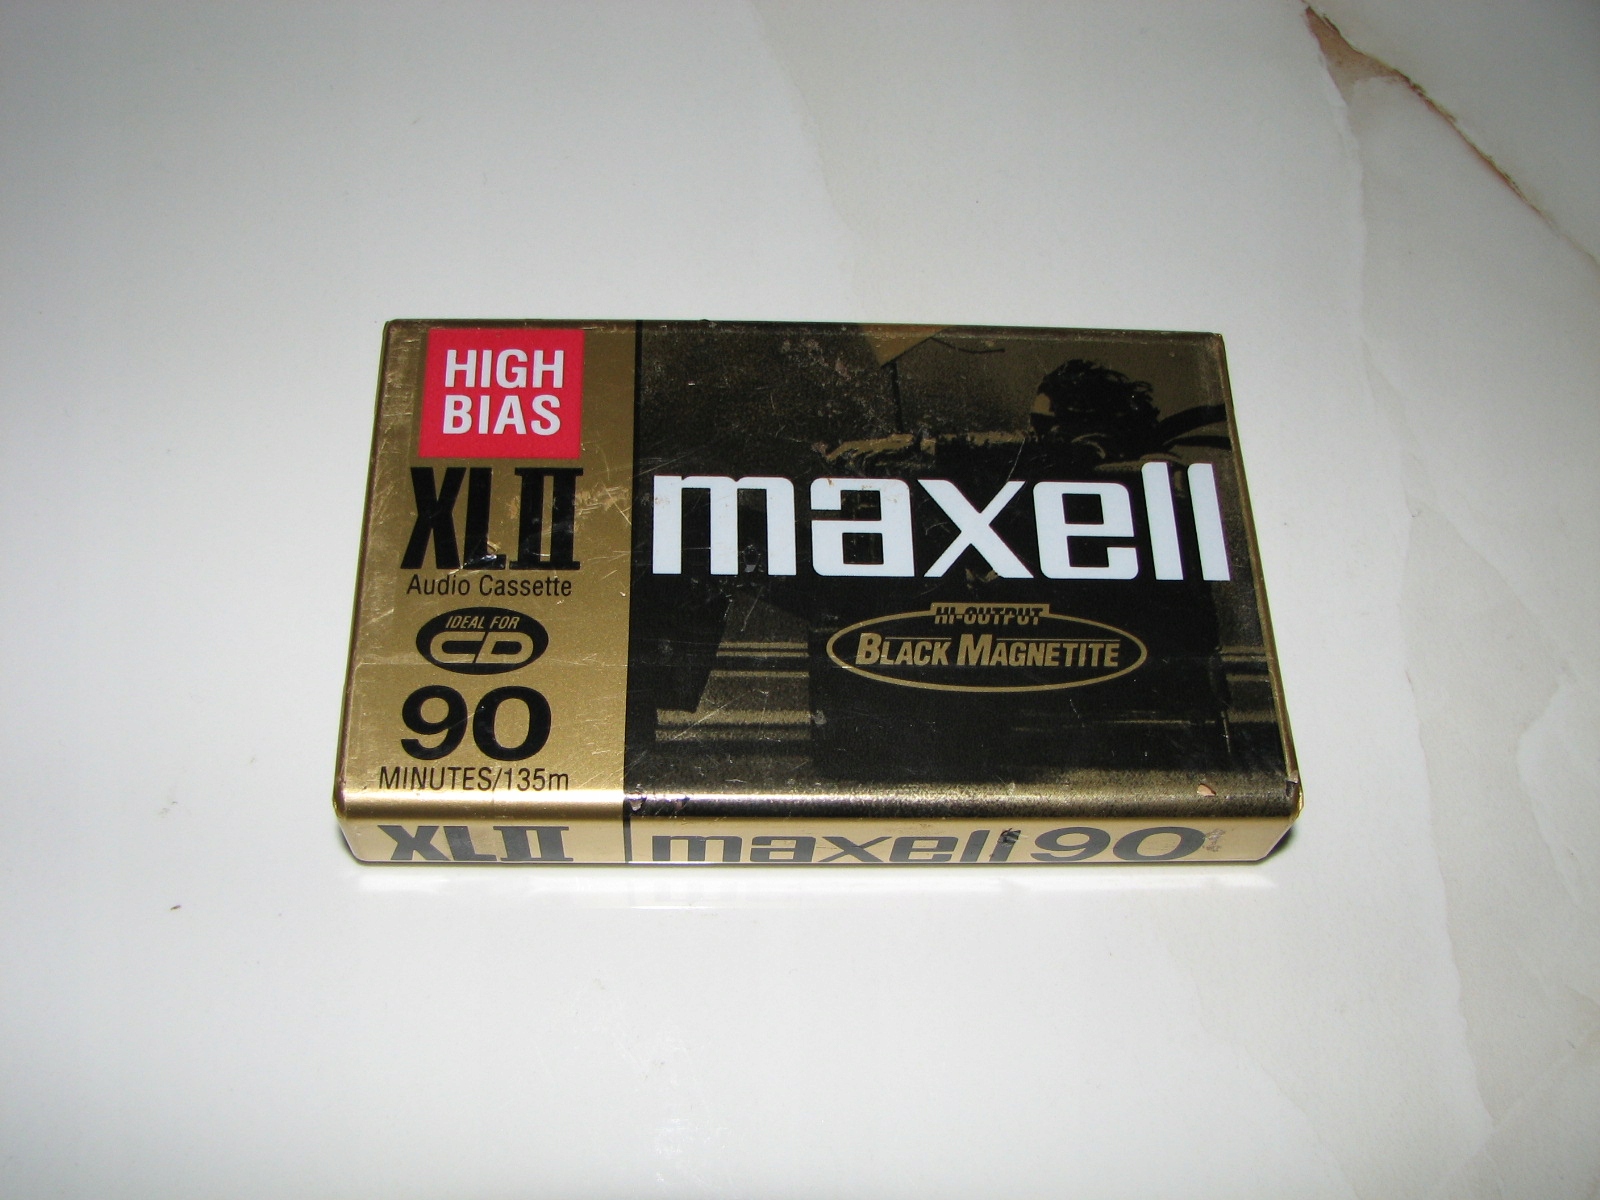 HIGH
BIAS
XLII
Audio Cassette
IDEAL FOR
CD
90
MINUTES/135m
maxell
HI-OUTPUT
BLACK MAGNETITE
XLII
maxell 90